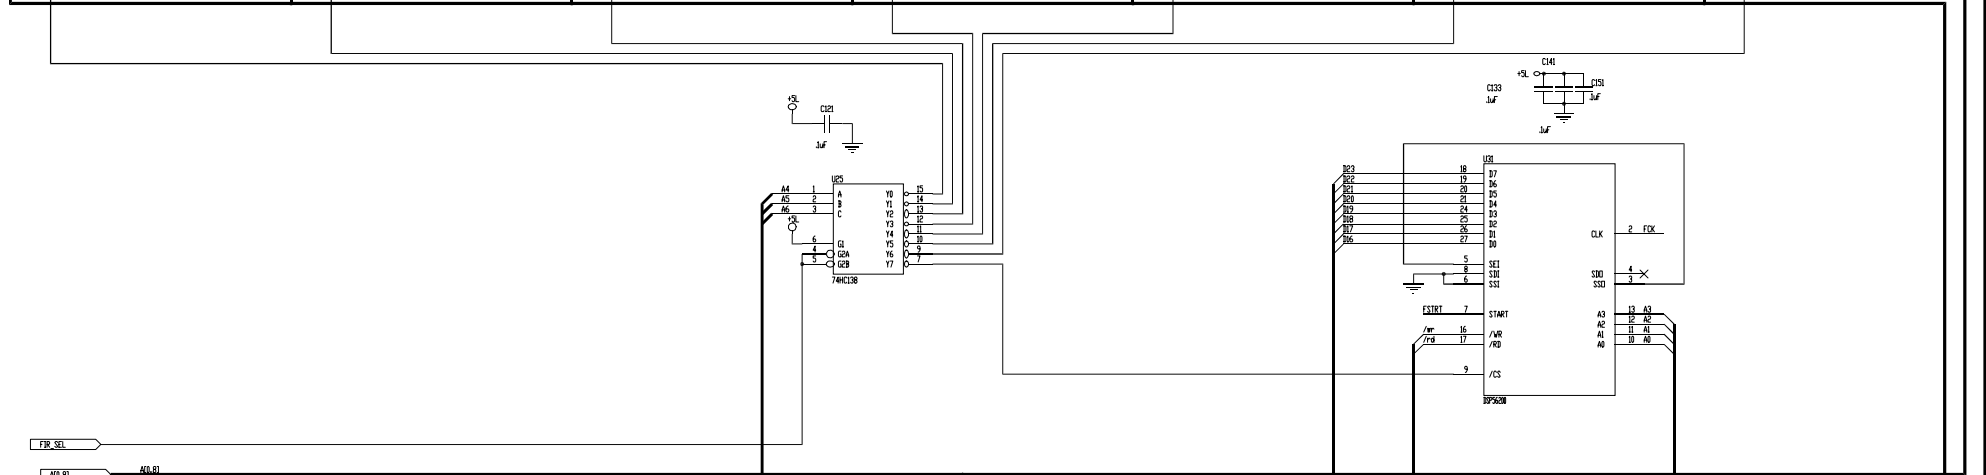 C141
+5L
C133
C151
.1uF
.1uF
.1uF
+5L
C121
.1uF
U25
A4 1 A Y0 15
A5 2 B Y1 14
A6 3 C Y2 13
+5L
Y3 12
Y4 11
6 G1 Y5 10
4 G2A Y6 9
5 G2B Y7 7
74HC138
U31
D23 18 D7
D22 19 D6
D21 20 D5
D20 21 D4
D19 24 D3
D18 25 D2
D17 26 D1
D16 27 D0
CLK 2 FCK
5 SEI
8 SDI SDO 4
6 SSI SSO 3
FSTRT 7 START A3 13 A3
A2 12 A2
/wr 16 /WR A1 11 A1
/rd 17 /RD A0 10 A0
9 /CS
DSP56200
FIR_SEL
A[0..8]
A[0..8]